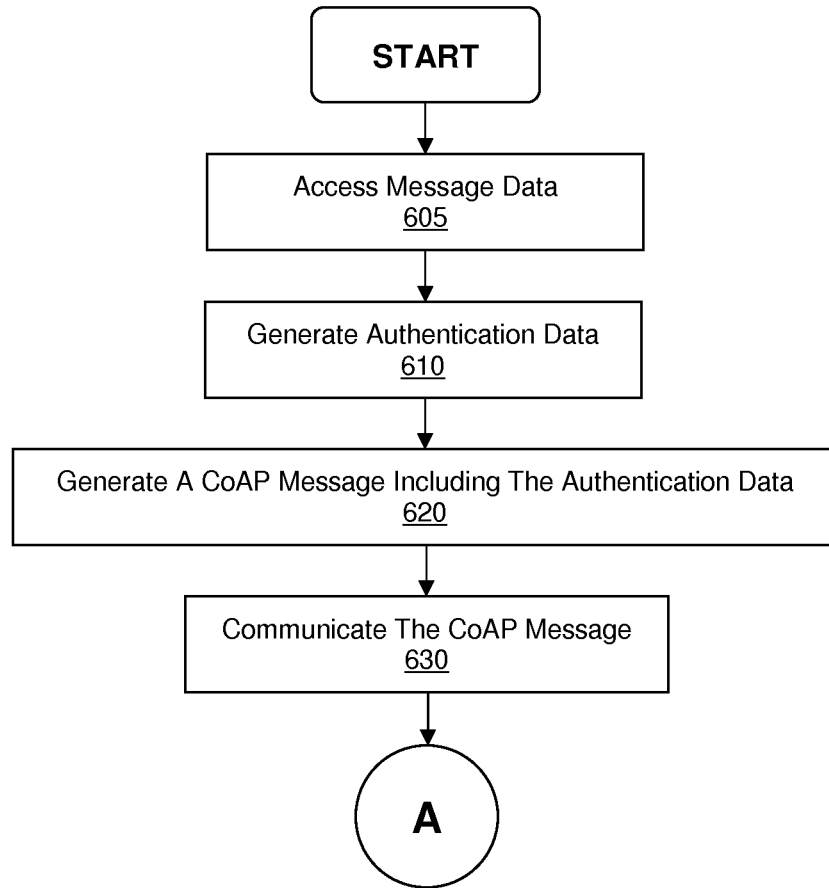 START
Access Message Data
605
Generate Authentication Data
610
Generate A CoAP Message Including The Authentication Data
620
Communicate The CoAP Message
630
A